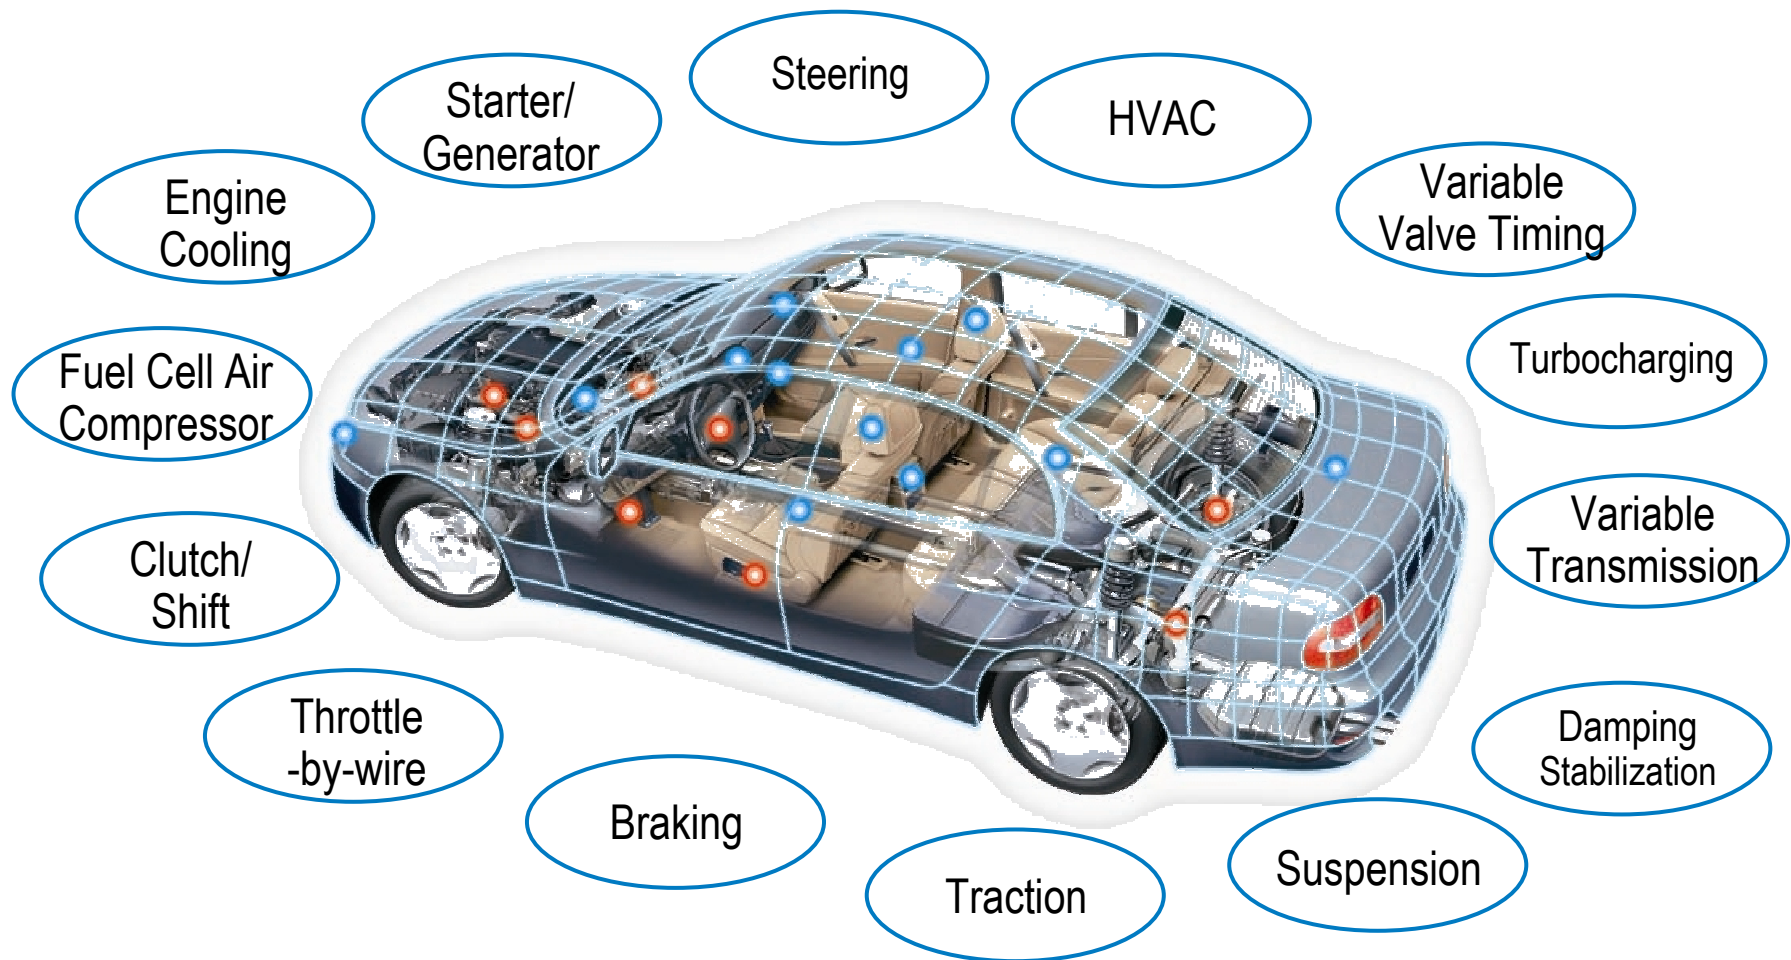 Steering
Starter/
Generator
HVAC
Engine
Cooling
Variable
Valve Timing
Fuel Cell Air
Compressor
Turbocharging
Clutch/
Shift
Variable
Transmission
Throttle
-by-wire
Damping
Stabilization
Braking
Suspension
Traction